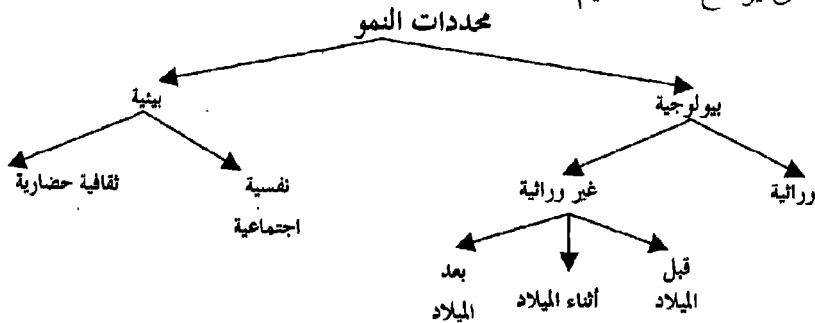 محددات النمو
بيولوجية
بيئية
وراثية
غير وراثية
نفسية
اجتماعية
ثقافية حضارية
قبل
الميلاد
أثناء الميلاد
بعد
الميلاد